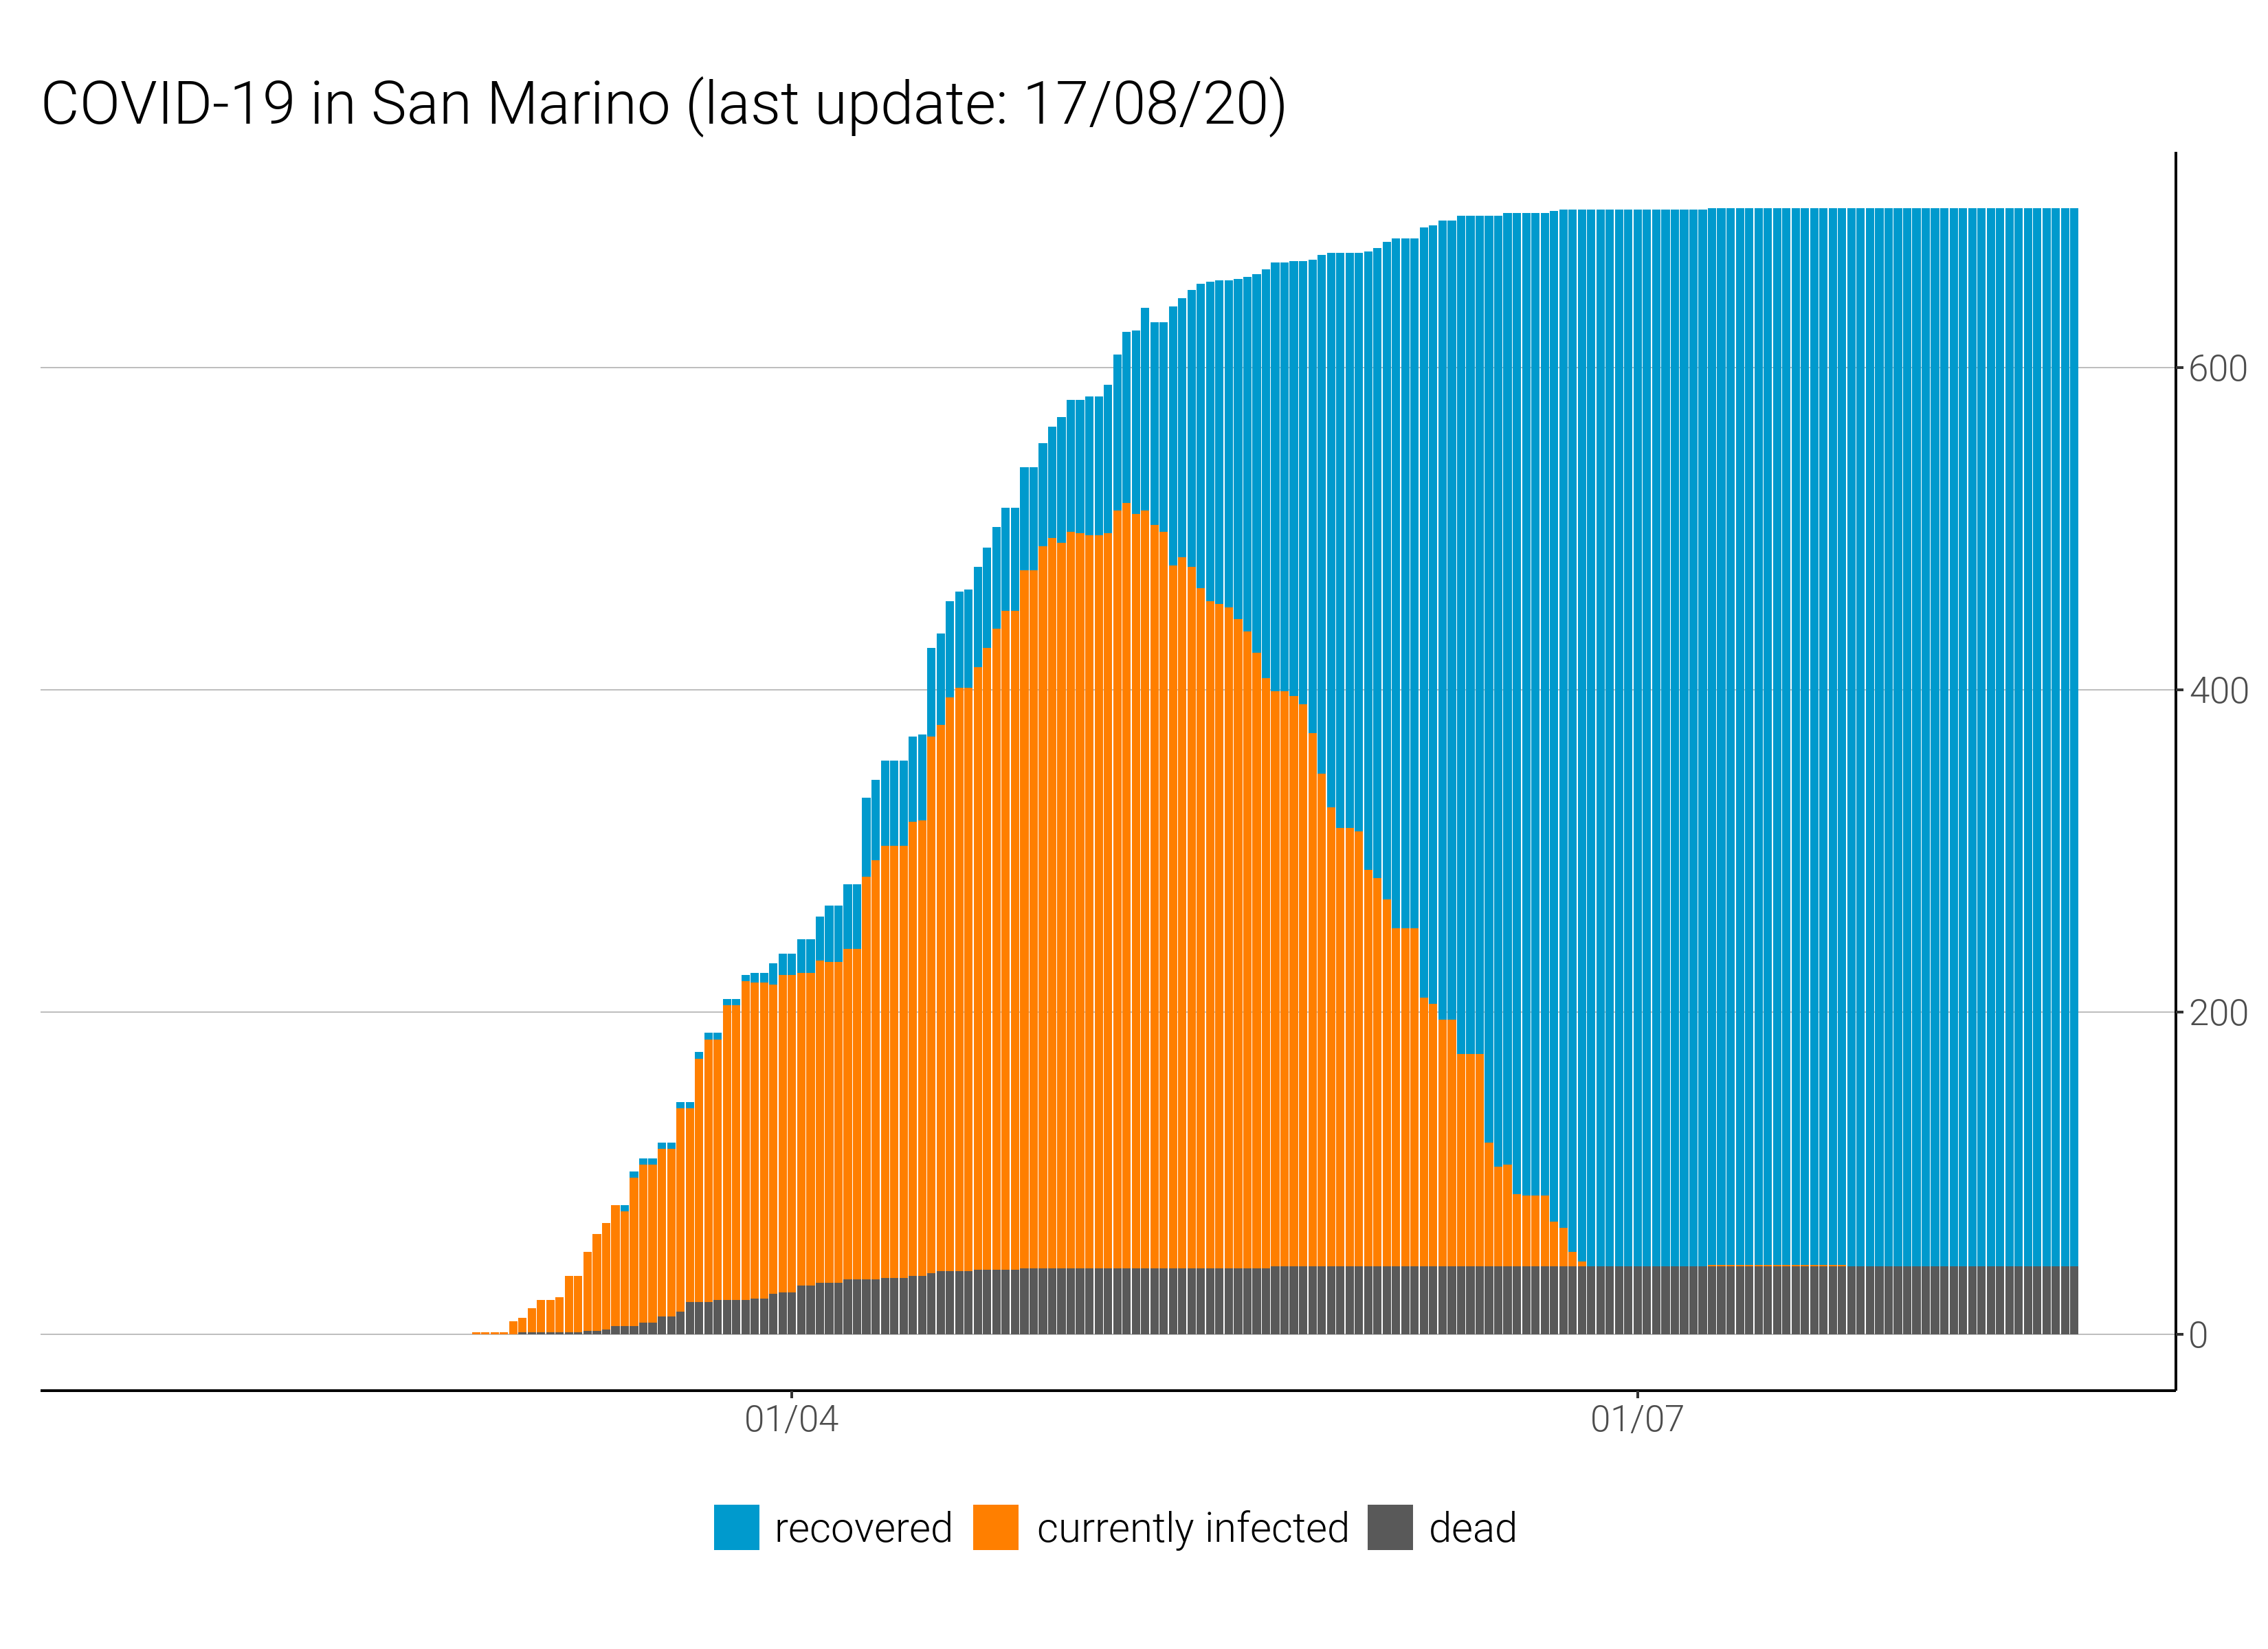 COVID-19 in San Marino (last update: 17/08/20)
600
400
200
0
01/04 01/07
recovered currently infected dead